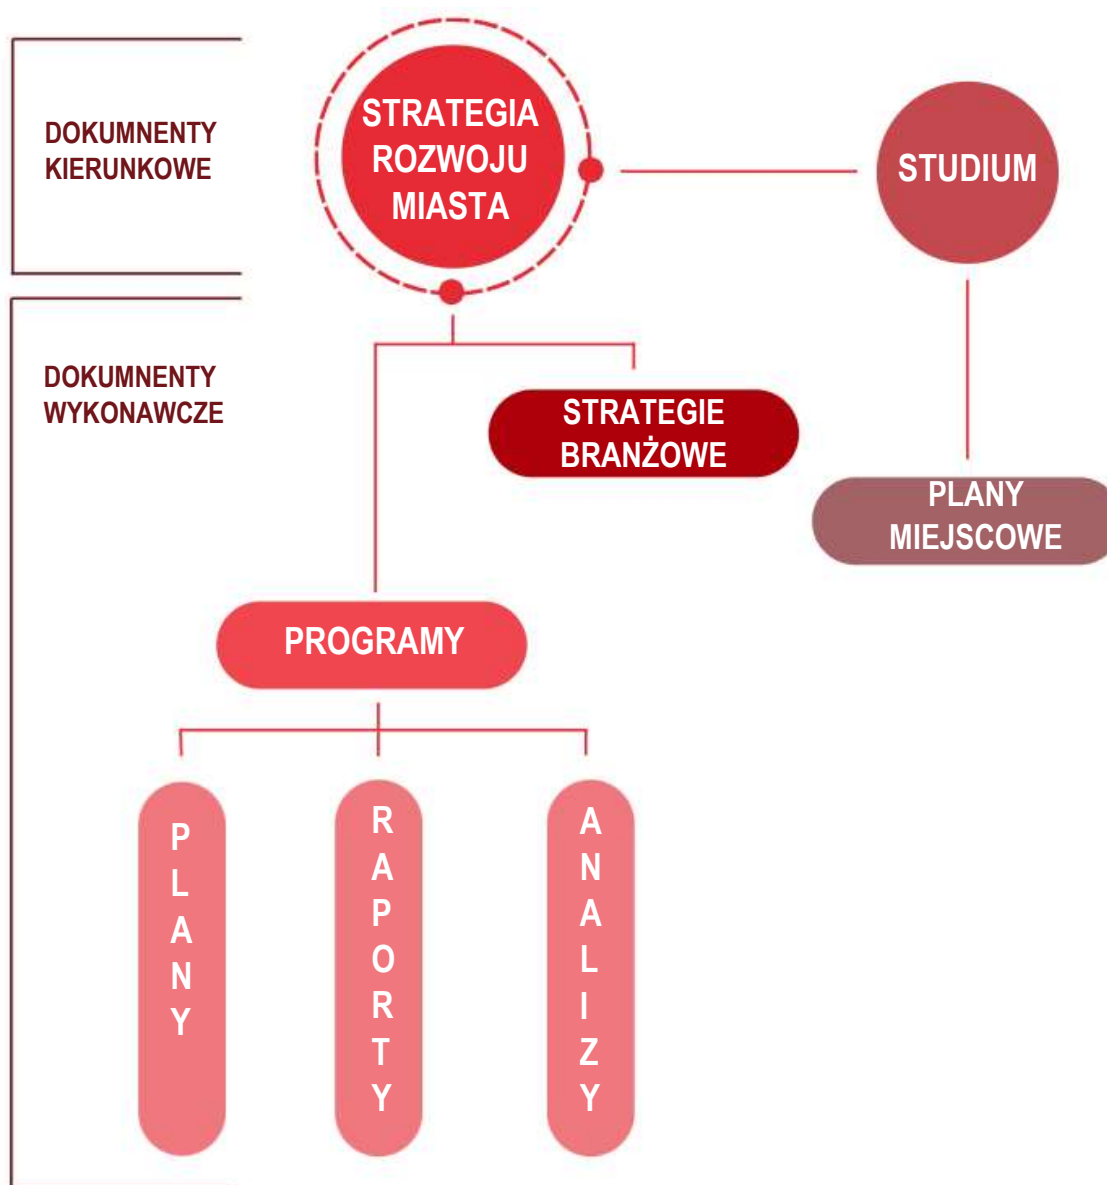 DOKUMNENTY
KIERUNKOWE
STRATEGIA
ROZWOJU
MIASTA
STUDIUM
DOKUMNENTY
WYKONAWCZE
STRATEGIE
BRANŻOWE
PLANY
MIEJSCOWE
PROGRAMY
PLANY
RAPORTY
ANALIZY